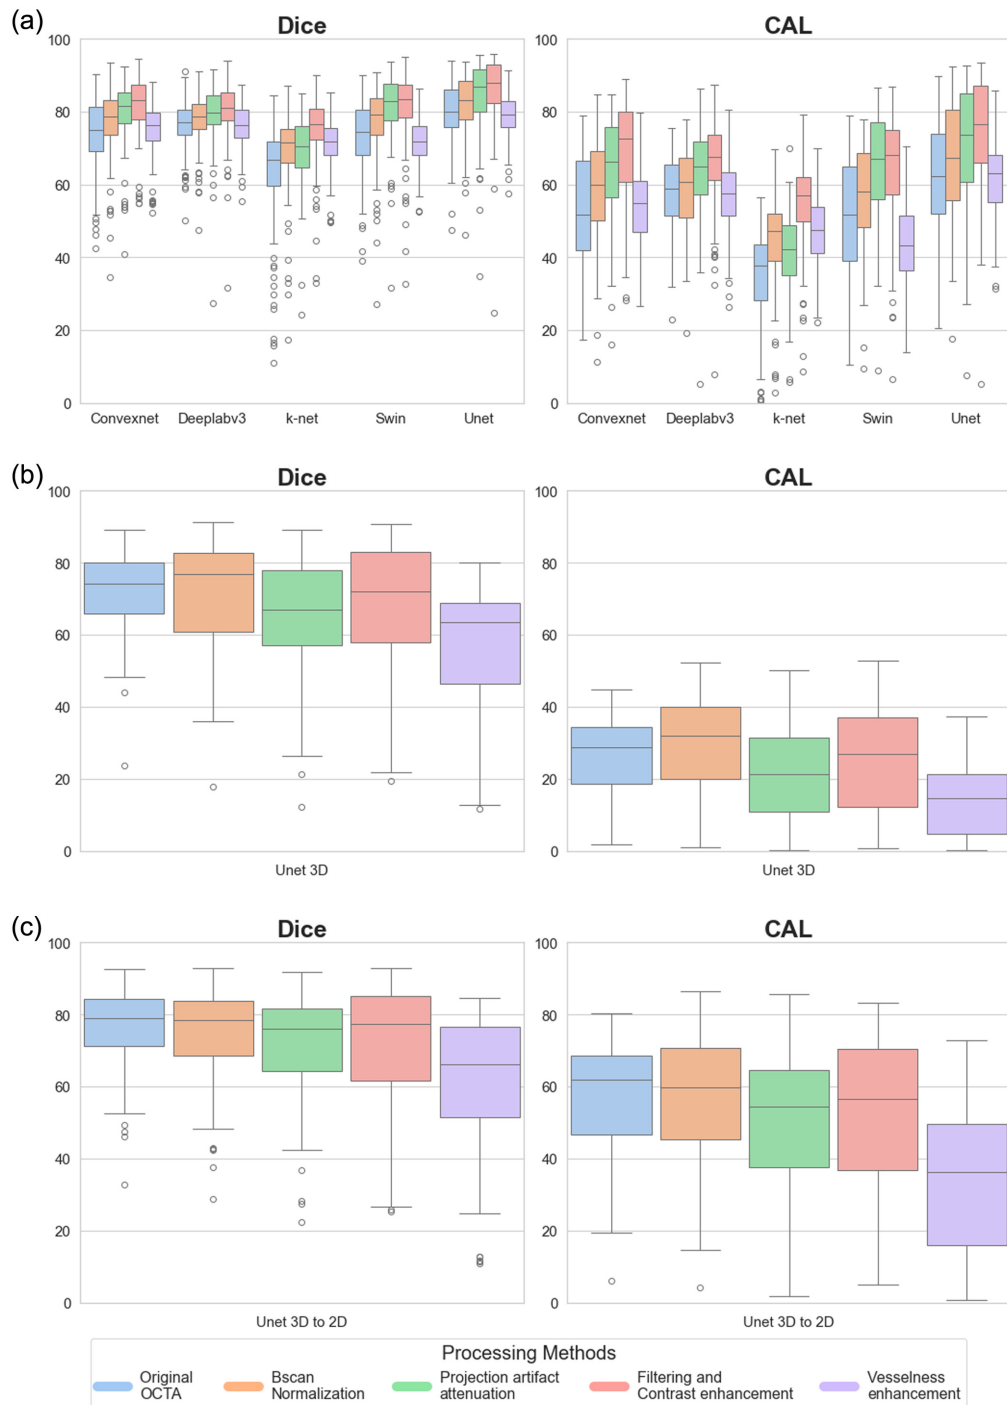 (a)
Dice
CAL
100
80
60
40
20
0
100
80
60
40
20
0
Convexnet Deeplabv3 k-net Swin Unet
Convexnet Deeplabv3 k-net Swin Unet
(b)
Dice
CAL
100
80
60
40
20
0
100
80
60
40
20
0
Unet 3D
Unet 3D
(c)
Dice
CAL
100
80
60
40
20
0
100
80
60
40
20
0
Unet 3D to 2D
Unet 3D to 2D
Processing Methods
Original
OCTA
Bscan
Normalization
Projection artifact
attenuation
Filtering and
Contrast enhancement
Vesselness
enhancement